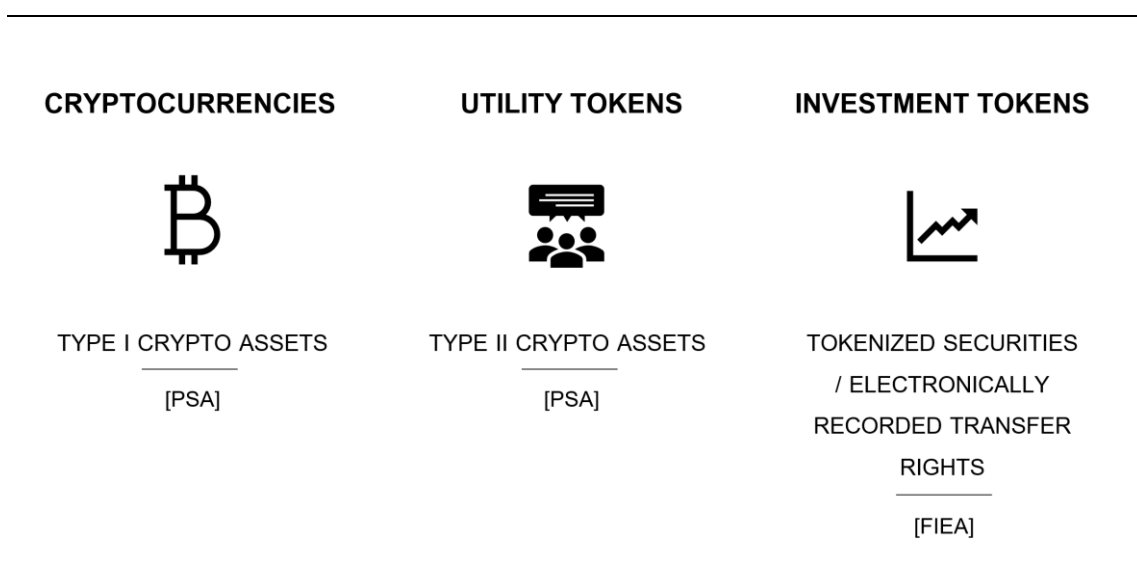 CRYPTOCURRENCIES
UTILITY TOKENS
INVESTMENT TOKENS
TYPE I CRYPTO ASSETS
[PSA]
TYPE II CRYPTO ASSETS
[PSA]
TOKENIZED SECURITIES
/ ELECTRONICALLY
RECORDED TRANSFER
RIGHTS
[FIEA]